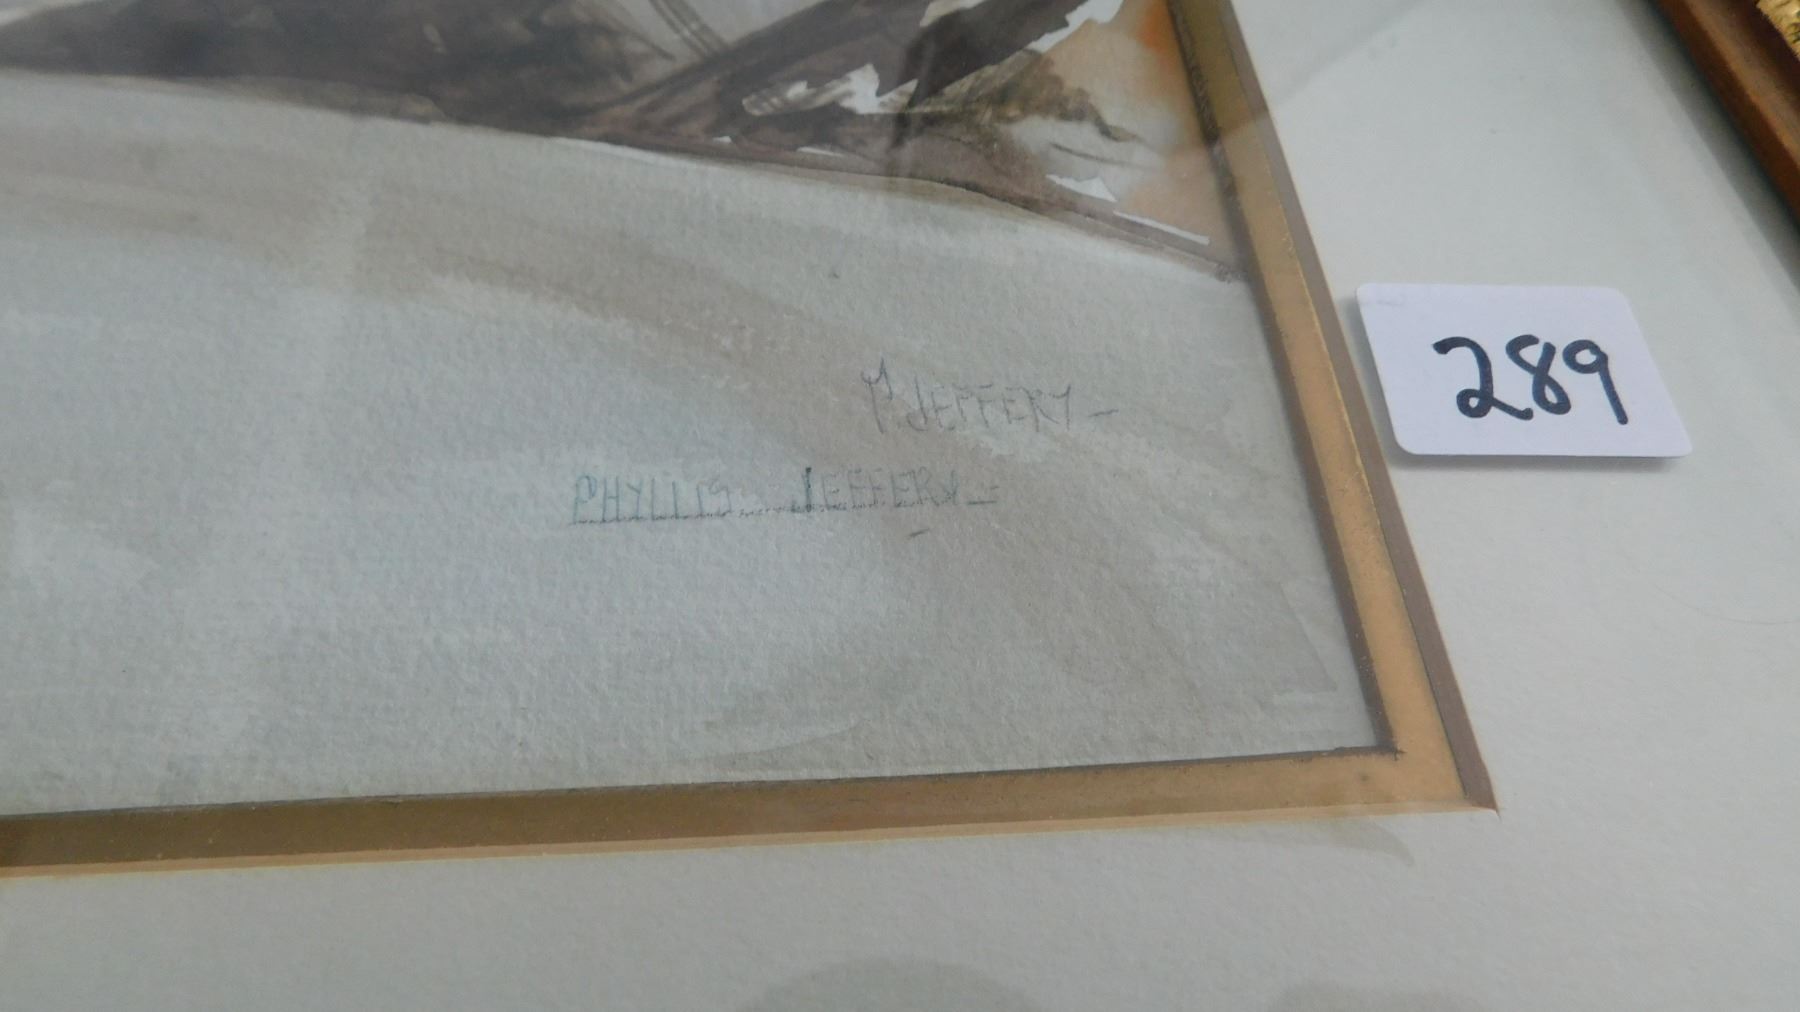 289
P. JEFFERY -
PHYLLIS JEFFERY -